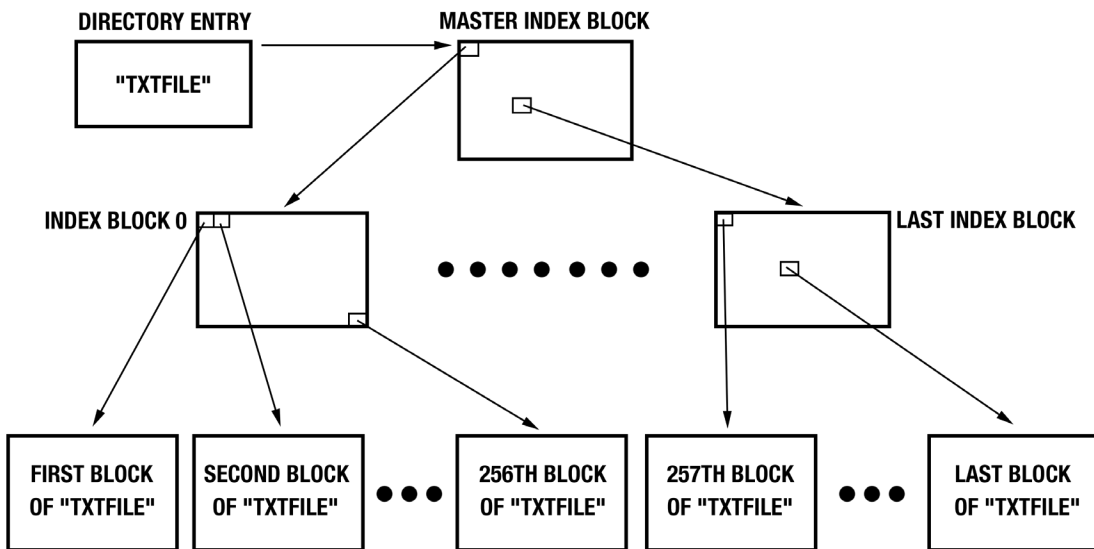 DIRECTORY ENTRY
MASTER INDEX BLOCK
"TXTFILE"
INDEX BLOCK 0
LAST INDEX BLOCK
FIRST BLOCK
OF "TXTFILE"
SECOND BLOCK
OF "TXTFILE"
256TH BLOCK
OF "TXTFILE"
257TH BLOCK
OF "TXTFILE"
LAST BLOCK
OF "TXTFILE"